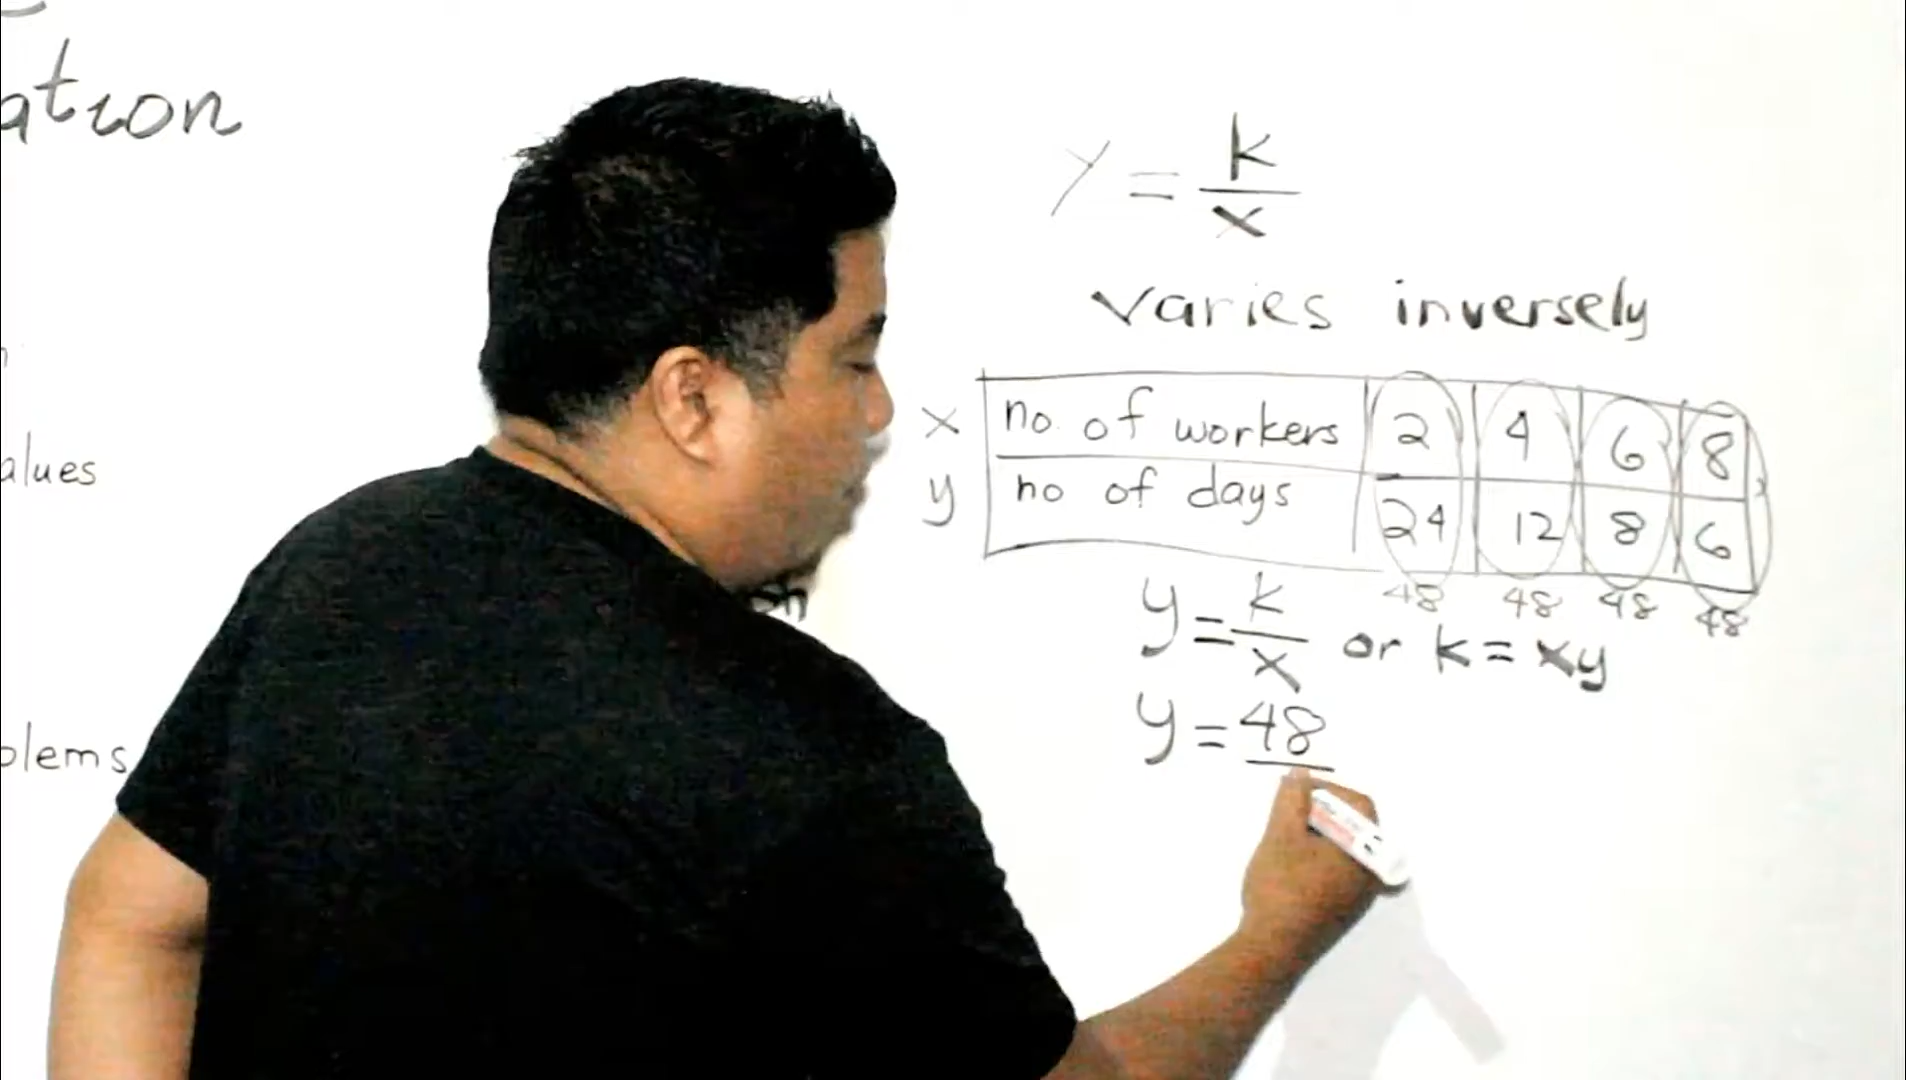 ation
alues
blems
y = k/x
varies inversely
x no. of workers 2 4 6 8
y no of days 24 12 8 6
48 48 48 48
y = k/x or k = xy
y = 48